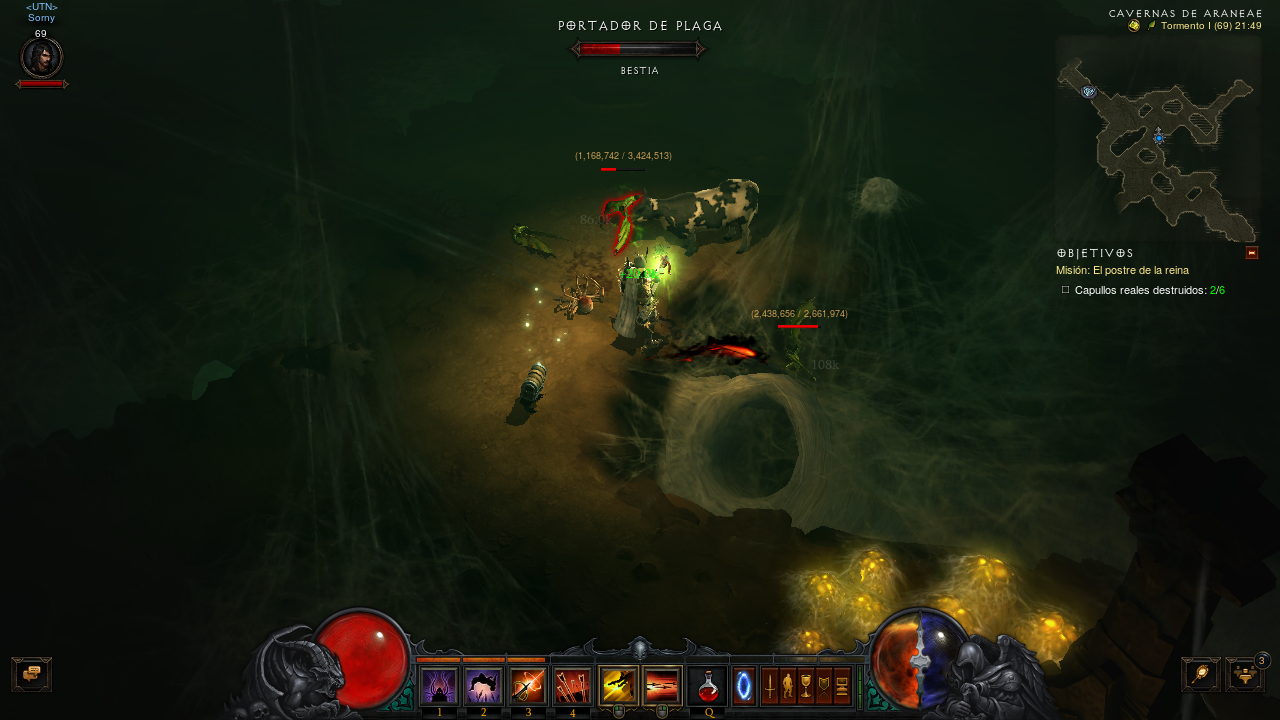 <UTN>
Sorny
69
PORTADOR DE PLAGA
BESTIA
CAVERNAS DE ARANEAE
Tormento I (69) 21:49
(1,168,742 / 3,424,513)
(2,438,656 / 2,661,974)
108k
OBJETIVOS
Misión: El postre de la reina
Capullos reales destruidos: 2/6
1
2
3
4
Q
3